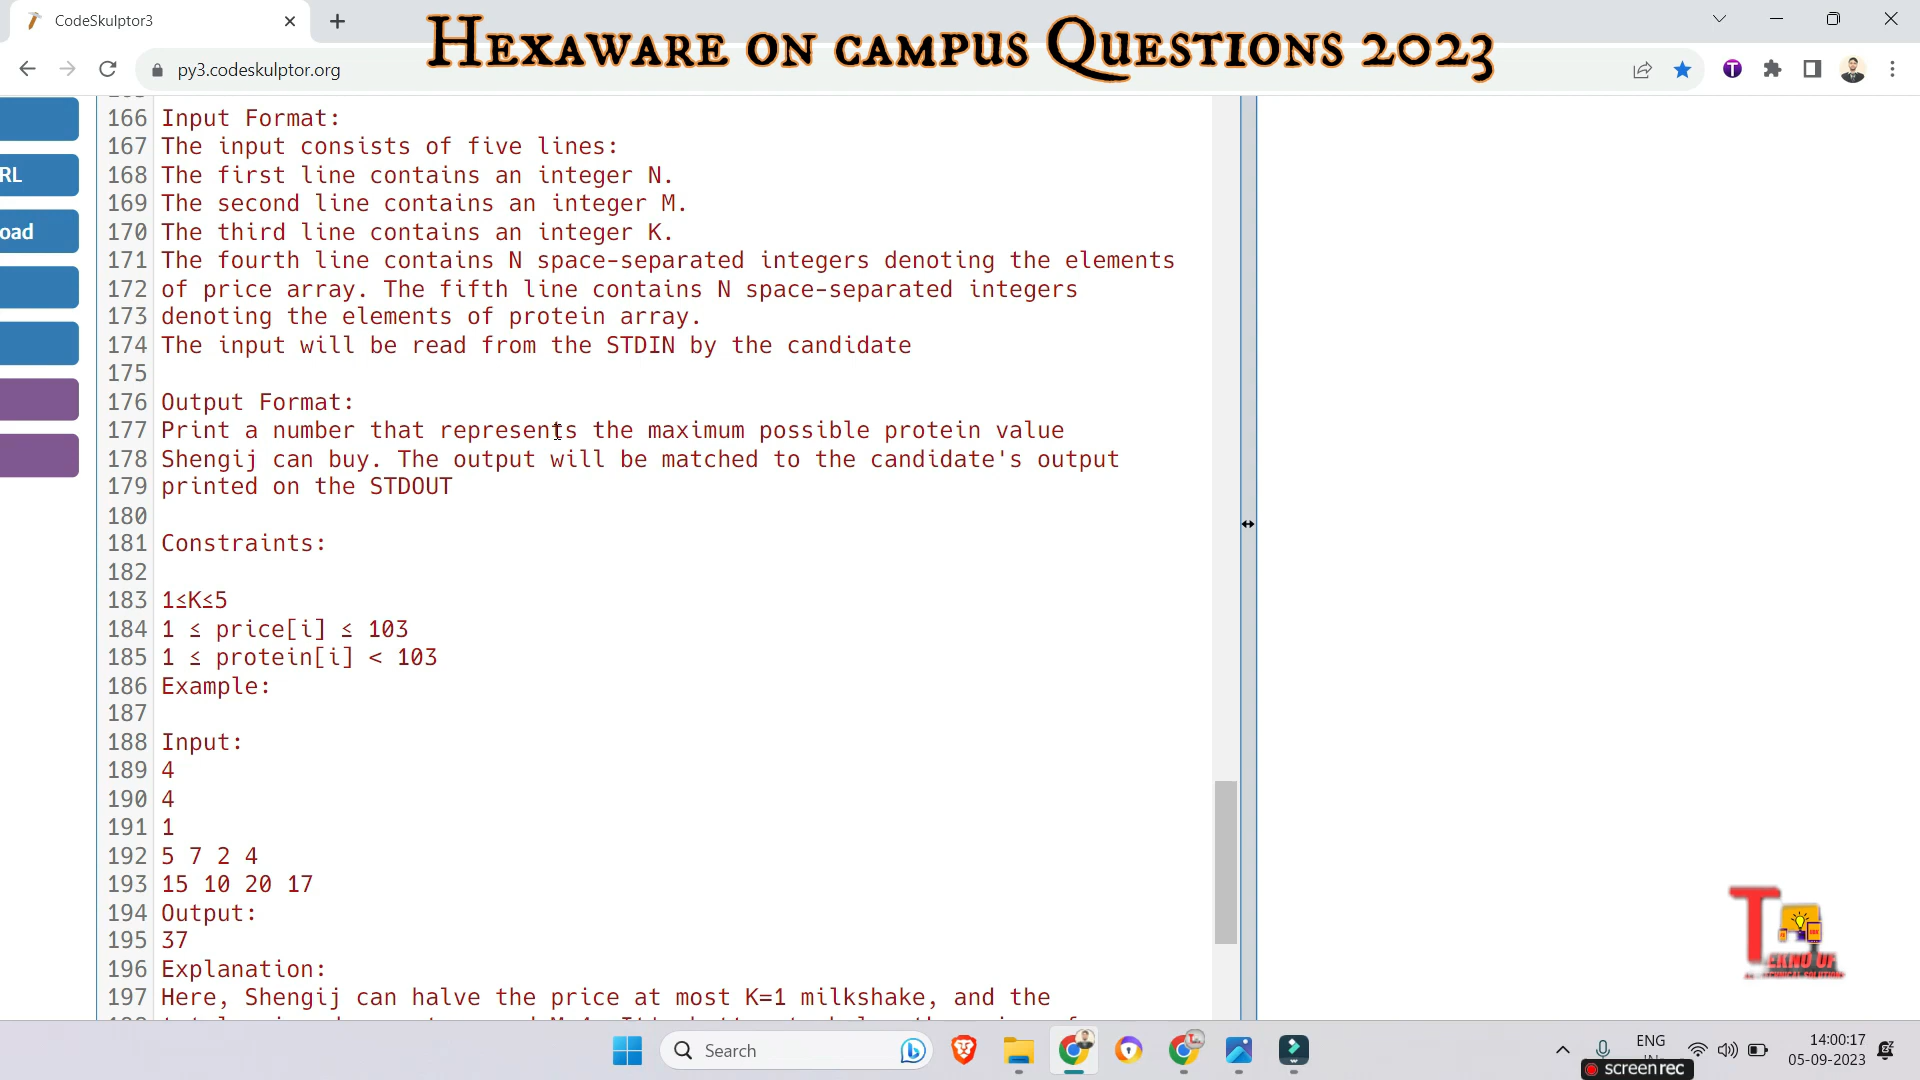 CodeSkulptor3
Hexaware on campus Questions 2023
py3.codeskulptor.org
166 Input Format:
167 The input consists of five lines:
168 The first line contains an integer N.
RL
169 The second line contains an integer M.
170 The third line contains an integer K.
oad
171 The fourth line contains N space-separated integers denoting the elements
172 of price array. The fifth line contains N space-separated integers
173 denoting the elements of protein array.
174 The input will be read from the STDIN by the candidate
175
176 Output Format:
177 Print a number that represents the maximum possible protein value
178 Shengij can buy. The output will be matched to the candidate's output
179 printed on the STDOUT
180
181 Constraints:
182
183 1≤K≤5
184 1 ≤ price[i] ≤ 103
185 1 ≤ protein[i] < 103
186 Example:
187
188 Input:
189 4
190 4
191 1
192 5 7 2 4
193 15 10 20 17
194 Output:
195 37
196 Explanation:
197 Here, Shengij can halve the price at most K=1 milkshake, and the
TEKNO UF
Search
ENG
14:00:17
05-09-2023
screenrec